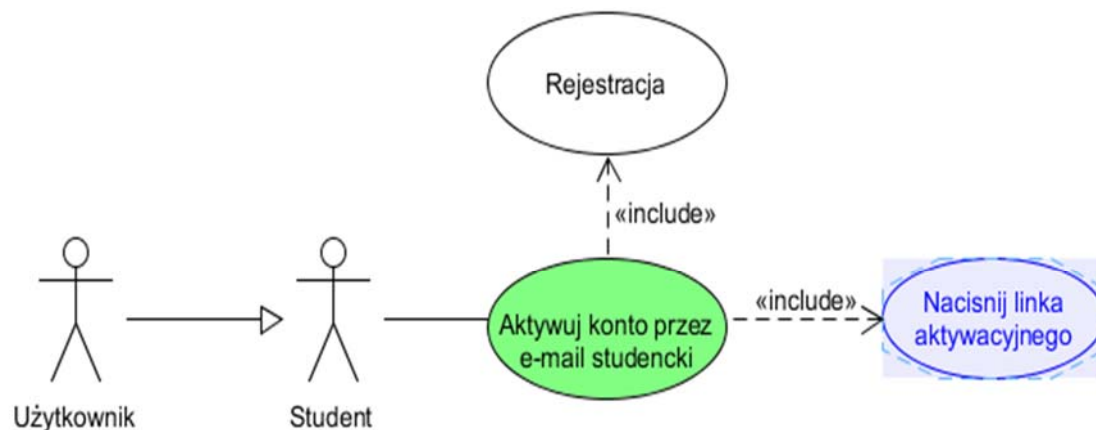 Rejestracja
«include»
Aktywuj konto przez
e-mail studencki
«include»
Nacisnij linka
aktywacyjnego
Użytkownik
Student